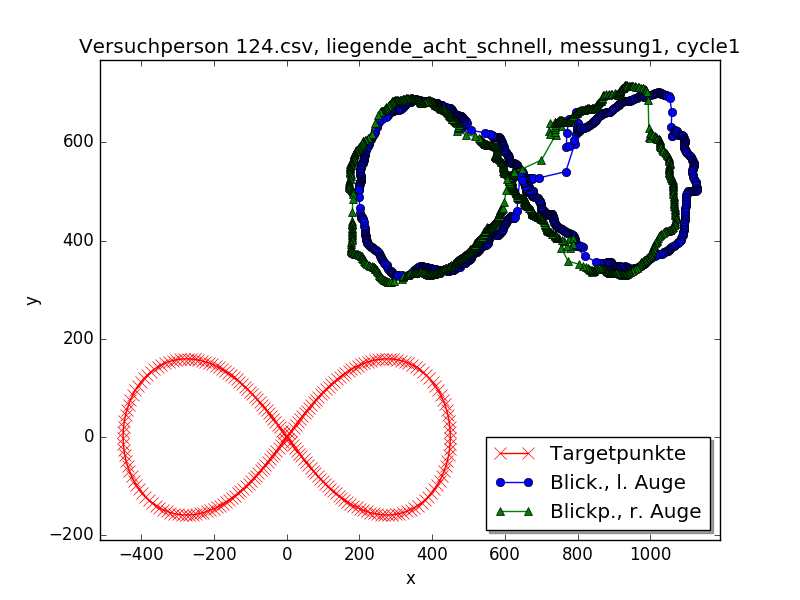 Versuchperson 124.csv, liegende_acht_schnell, messung1, cycle1
y
600
400
200
0
−200
−400
−200
0
200
400
600
800
1000
x
Targetpunkte
Blick., l. Auge
Blickp., r. Auge